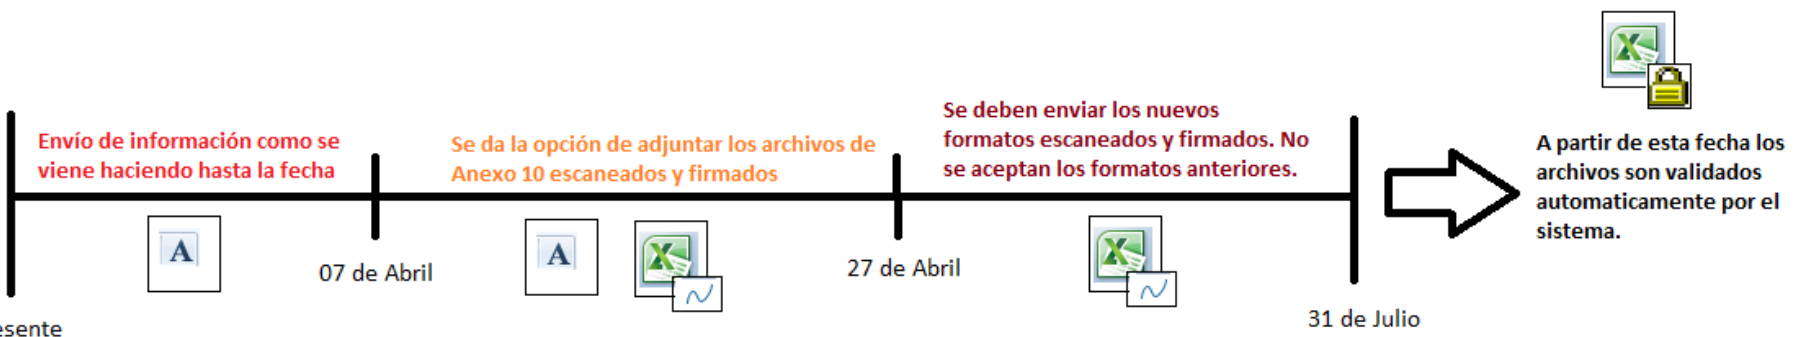 Se deben enviar los nuevos
formatos escaneados y firmados. No
se aceptan los formatos anteriores.
Envío de información como se
viene haciendo hasta la fecha
Se da la opción de adjuntar los archivos de
Anexo 10 escaneados y firmados
A partir de esta fecha los
archivos son validados
automaticamente por el
sistema.
A
A
07 de Abril
27 de Abril
31 de Julio